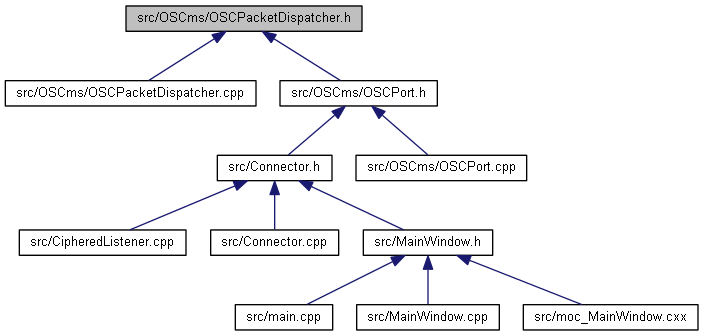 src/OSCms/OSCPacketDispatcher.h
src/OSCms/OSCPacketDispatcher.cpp
src/OSCms/OSCPort.h
src/Connector.h
src/OSCms/OSCPort.cpp
src/CipheredListener.cpp
src/Connector.cpp
src/MainWindow.h
src/main.cpp
src/MainWindow.cpp
src/moc_MainWindow.cxx